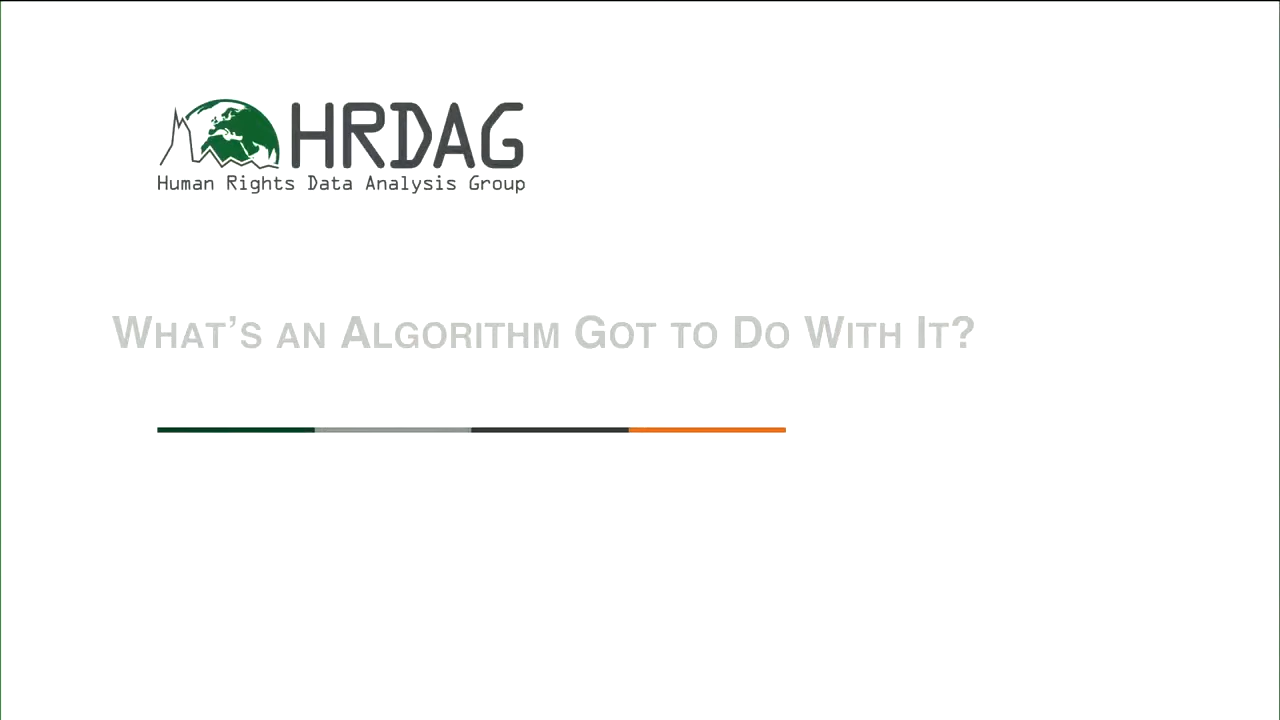 HRDAG
Human Rights Data Analysis Group
WHAT’S AN ALGORITHM GOT TO DO WITH IT?